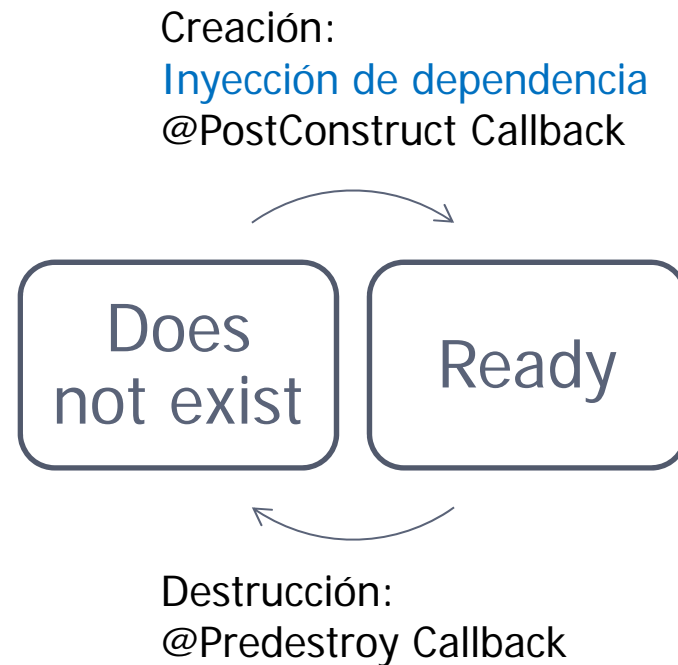 Creación:
Inyección de dependencia
@PostConstruct Callback
Does
not exist
Ready
Destrucción:
@Predestroy Callback